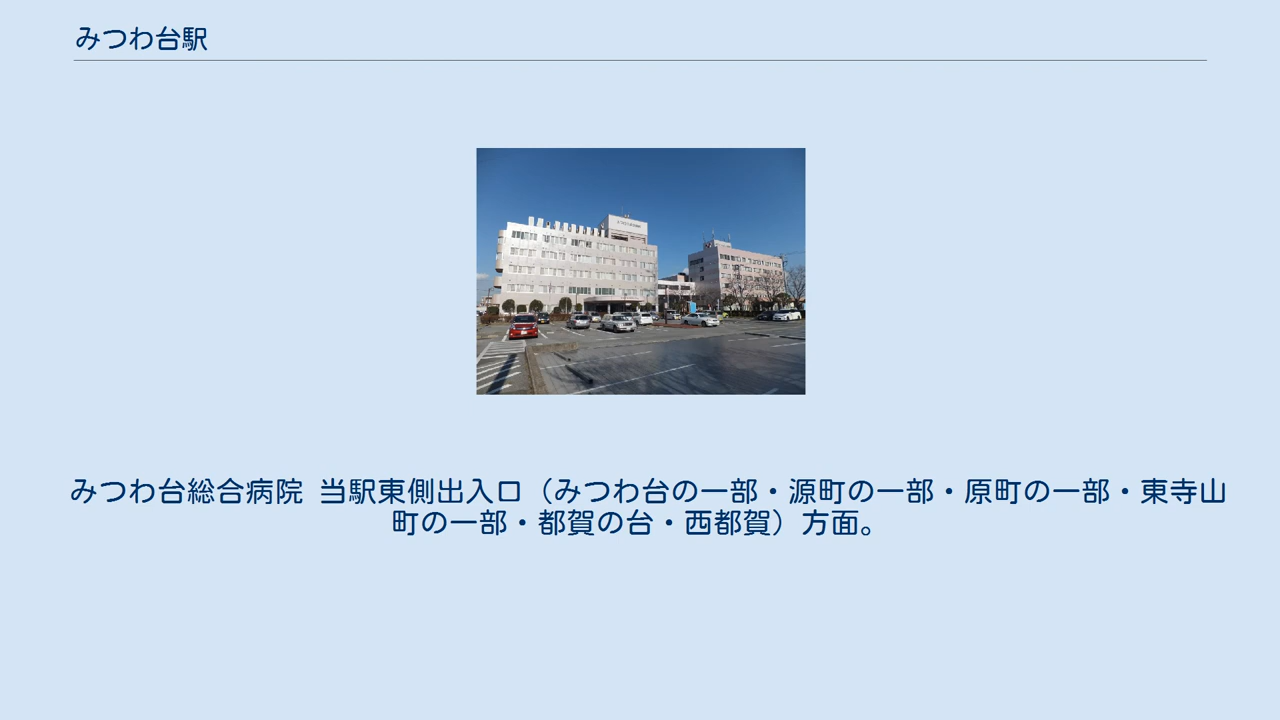 みつわ台駅
みつわ台総合病院 当駅東側出入口（みつわ台の一部・源町の一部・原町の一部・東寺山
町の一部・都賀の台・西都賀）方面。